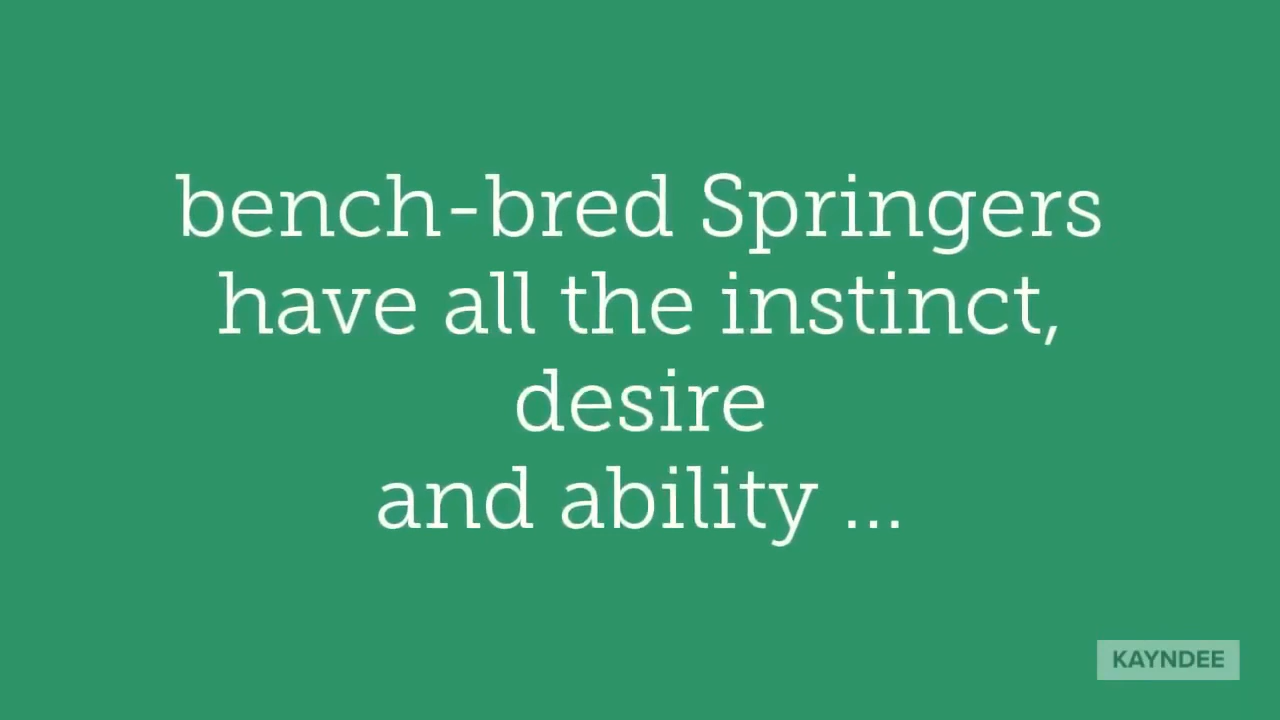 bench-bred Springers
have all the instinct,
desire
and ability ...
KAYNDEE